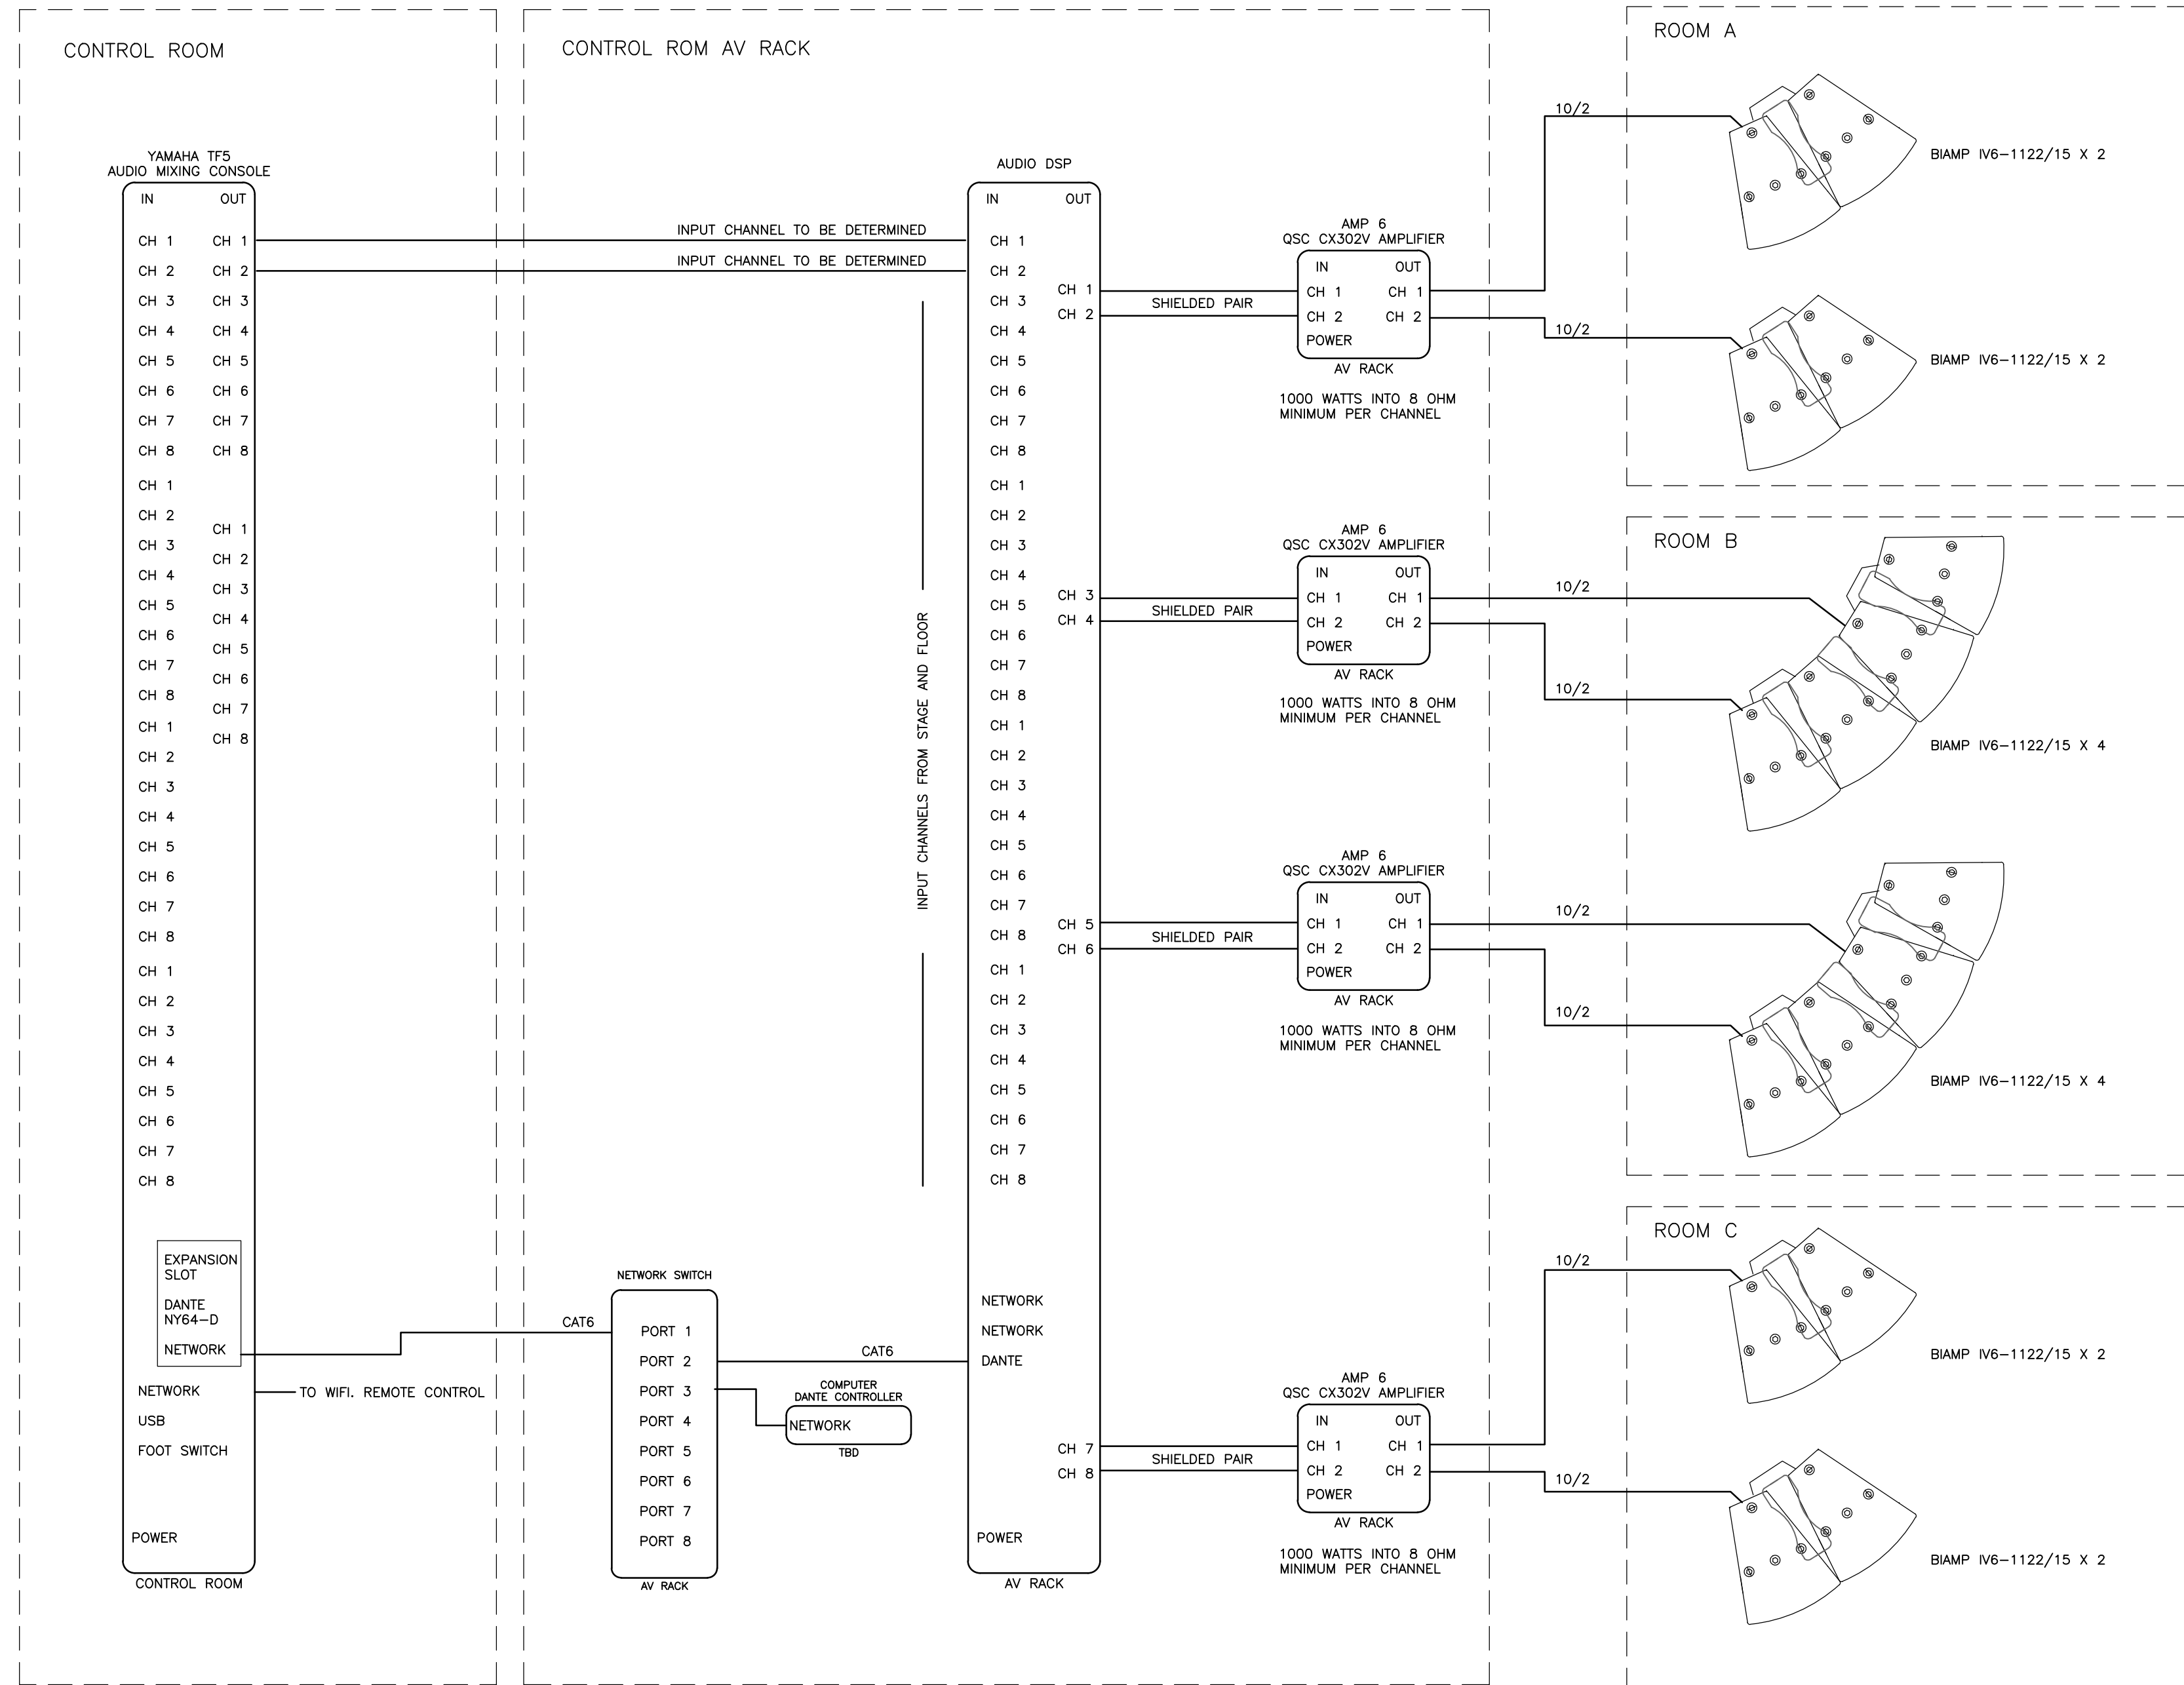 CONTROL ROOM
YAMAHA TF5
AUDIO MIXING CONSOLE
IN
OUT
CH 1
CH 2
CH 3
CH 4
CH 5
CH 6
CH 7
CH 8
CH 1
CH 2
CH 3
CH 4
CH 5
CH 6
CH 7
CH 8
CH 1
CH 2
CH 3
CH 4
CH 5
CH 6
CH 7
CH 8
CH 1
CH 2
CH 3
CH 4
CH 5
CH 6
CH 7
CH 8
CH 1
CH 2
CH 3
CH 4
CH 5
CH 6
CH 7
CH 8
CH 1
CH 2
CH 3
CH 4
CH 5
CH 6
CH 7
CH 8
EXPANSION
SLOT
DANTE
NY64-D
NETWORK
NETWORK
TO WIFI. REMOTE CONTROL
USB
FOOT SWITCH
POWER
CONTROL ROOM
CONTROL ROM AV RACK
INPUT CHANNEL TO BE DETERMINED
INPUT CHANNEL TO BE DETERMINED
INPUT CHANNELS FROM STAGE AND FLOOR
CAT6
NETWORK SWITCH
PORT 1
PORT 2
PORT 3
PORT 4
PORT 5
PORT 6
PORT 7
PORT 8
AV RACK
CAT6
COMPUTER
DANTE CONTROLLER
NETWORK
TBD
AUDIO DSP
IN
OUT
CH 1
CH 2
CH 3
CH 4
CH 5
CH 6
CH 7
CH 8
CH 1
CH 2
CH 3
CH 4
CH 5
CH 6
CH 7
CH 8
CH 1
CH 2
CH 3
CH 4
CH 5
CH 6
CH 7
CH 8
CH 1
CH 2
CH 3
CH 4
CH 5
CH 6
CH 7
CH 8
NETWORK
NETWORK
DANTE
POWER
CH 1
CH 2
CH 3
CH 4
CH 5
CH 6
CH 7
CH 8
AV RACK
SHIELDED PAIR
AMP 6
QSC CX302V AMPLIFIER
IN
OUT
CH 1
CH 1
CH 2
CH 2
POWER
AV RACK
1000 WATTS INTO 8 OHM
MINIMUM PER CHANNEL
SHIELDED PAIR
AMP 6
QSC CX302V AMPLIFIER
IN
OUT
CH 1
CH 1
CH 2
CH 2
POWER
AV RACK
1000 WATTS INTO 8 OHM
MINIMUM PER CHANNEL
SHIELDED PAIR
AMP 6
QSC CX302V AMPLIFIER
IN
OUT
CH 1
CH 1
CH 2
CH 2
POWER
AV RACK
1000 WATTS INTO 8 OHM
MINIMUM PER CHANNEL
SHIELDED PAIR
AMP 6
QSC CX302V AMPLIFIER
IN
OUT
CH 1
CH 1
CH 2
CH 2
POWER
AV RACK
1000 WATTS INTO 8 OHM
MINIMUM PER CHANNEL
ROOM A
10/2
BIAMP IV6-1122/15 X 2
10/2
BIAMP IV6-1122/15 X 2
ROOM B
10/2
10/2
BIAMP IV6-1122/15 X 4
10/2
10/2
BIAMP IV6-1122/15 X 4
ROOM C
10/2
BIAMP IV6-1122/15 X 2
10/2
BIAMP IV6-1122/15 X 2